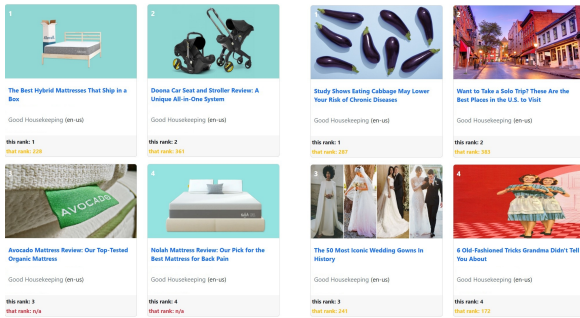 1
2
1
2
The Best Hybrid Mattresses That Ship in a
Box
Doona Car Seat and Stroller Review: A
Unique All-in-One System
Study Shows Eating Cabbage May Lower
Your Risk of Chronic Diseases
Want to Take a Solo Trip? These Are the
Best Places in the U.S. to Visit
Good Housekeeping (en-us)
Good Housekeeping (en-us)
Good Housekeeping (en-us)
Good Housekeeping (en-us)
this rank: 1
that rank: 228
this rank: 2
that rank: 361
this rank: 1
that rank: 287
this rank: 2
that rank: 385
3
AVOCADO
4
3
4
Avocado Mattress Review: Our Top-Tested
Organic Mattress
Nolah Mattress Review: Our Pick for the
Best Mattress for Back Pain
The 50 Most Iconic Wedding Gowns In
History
6 Old-Fashioned Tricks Grandma Didn't Tell
You About
Good Housekeeping (en-us)
Good Housekeeping (en-us)
Good Housekeeping (en-us)
Good Housekeeping (en-us)
this rank: 3
that rank: n/a
this rank: 4
that rank: n/a
this rank: 3
that rank: 341
this rank: 4
that rank: 172